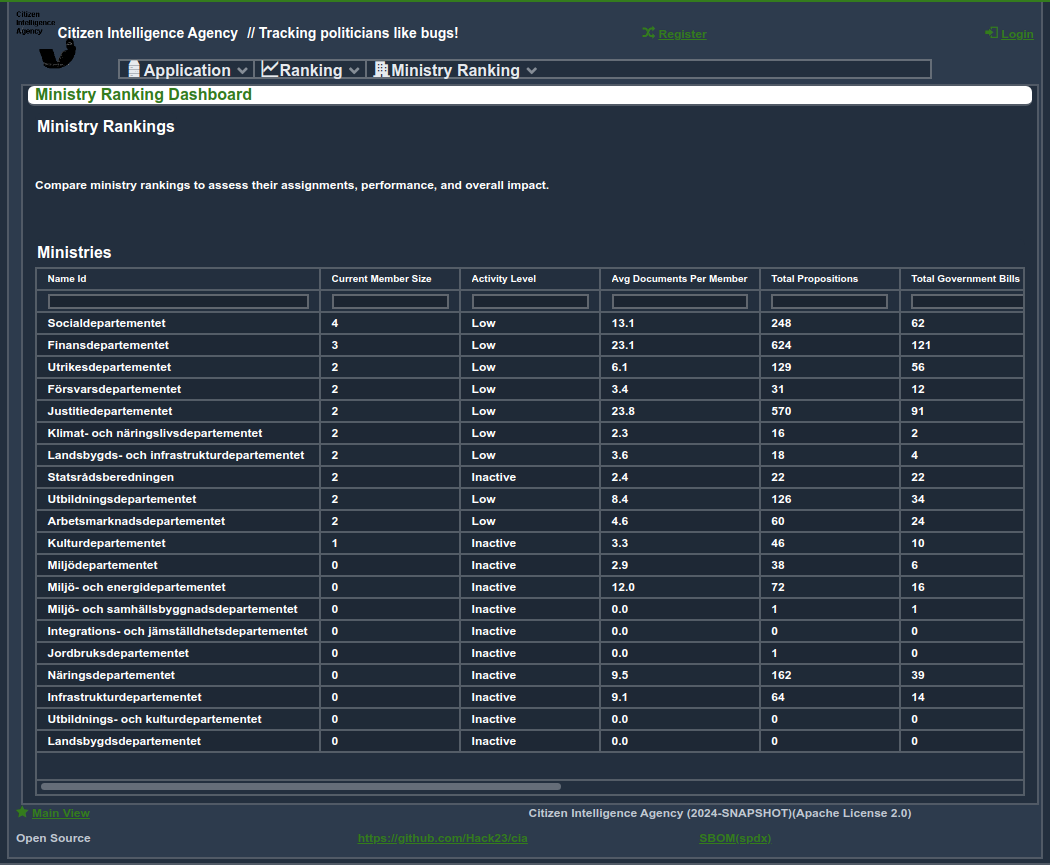 Citizen
Intelligence
Agency
Citizen Intelligence Agency // Tracking politicians like bugs!
Register
Login
Application
Ranking
Ministry Ranking
Ministry Ranking Dashboard
Ministry Rankings
Compare ministry rankings to assess their assignments, performance, and overall impact.
Ministries
Name Id Current Member Size Activity Level Avg Documents Per Member Total Propositions Total Government Bills
Socialdepartementet 4 Low 13.1 248 62
Finansdepartementet 3 Low 23.1 624 121
Utrikesdepartementet 2 Low 6.1 129 56
Försvarsdepartementet 2 Low 3.4 31 12
Justitiedepartementet 2 Low 23.8 570 91
Klimat- och näringslivsdepartementet 2 Low 2.3 16 2
Landsbygds- och infrastrukturdepartementet 2 Low 3.6 18 4
Statsrådsberedningen 2 Inactive 2.4 22 22
Utbildningsdepartementet 2 Low 8.4 126 34
Arbetsmarknadsdepartementet 2 Low 4.6 60 24
Kulturdepartementet 1 Inactive 3.3 46 10
Miljödepartementet 0 Inactive 2.9 38 6
Miljö- och energidepartementet 0 Inactive 12.0 72 16
Miljö- och samhällsbyggnadsdepartementet 0 Inactive 0.0 1 1
Integrations- och jämställdhetsdepartementet 0 Inactive 0.0 0 0
Jordbruksdepartementet 0 Inactive 0.0 1 0
Näringsdepartementet 0 Inactive 9.5 162 39
Infrastrukturdepartementet 0 Inactive 9.1 64 14
Utbildnings- och kulturdepartementet 0 Inactive 0.0 0 0
Landsbygdsdepartementet 0 Inactive 0.0 0 0
Main View
Citizen Intelligence Agency (2024-SNAPSHOT)(Apache License 2.0)
Open Source
https://github.com/Hack23/cia
SBOM(spdx)